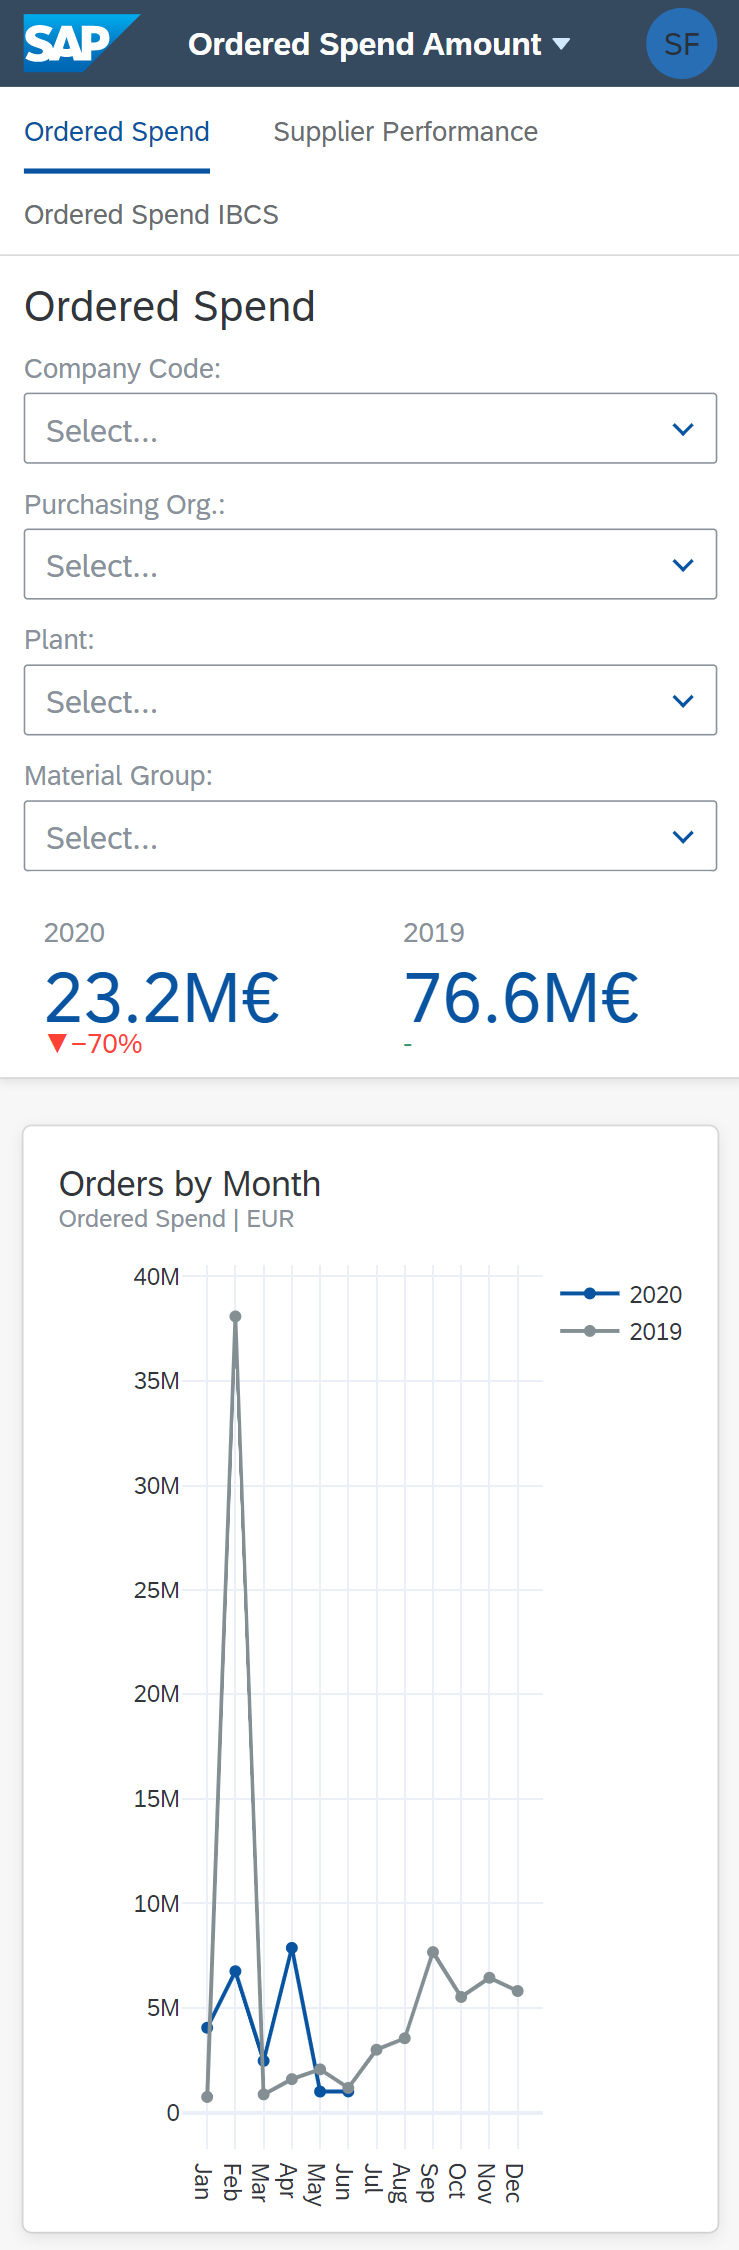 SAP
Ordered Spend Amount
SF
Ordered Spend
Supplier Performance
Ordered Spend IBCS
Ordered Spend
Company Code:
Select...
Purchasing Org.:
Select...
Plant:
Select...
Material Group:
Select...
2020
2019
23.2M€
76.6M€
▼−70%
-
Orders by Month
Ordered Spend | EUR
40M
35M
30M
25M
20M
15M
10M
5M
0
2020
2019
Jan
Feb
Mar
Apr
May
Jun
Jul
Aug
Sep
Oct
Nov
Dec